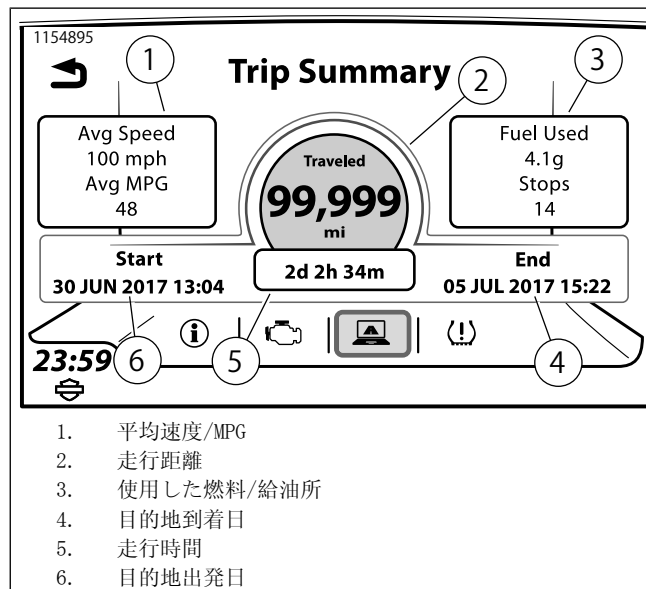 1154895
1
Trip Summary
2
3
Avg Speed
100 mph
Avg MPG
48
Traveled
99,999
mi
Fuel Used
4.1g
Stops
14
Start
30 JUN 2017 13:04
2d 2h 34m
End
05 JUL 2017 15:22
23:59
6
5
4
1. 平均速度/MPG
2. 走行距離
3. 使用した燃料/給油所
4. 目的地到着日
5. 走行時間
6. 目的地出発日